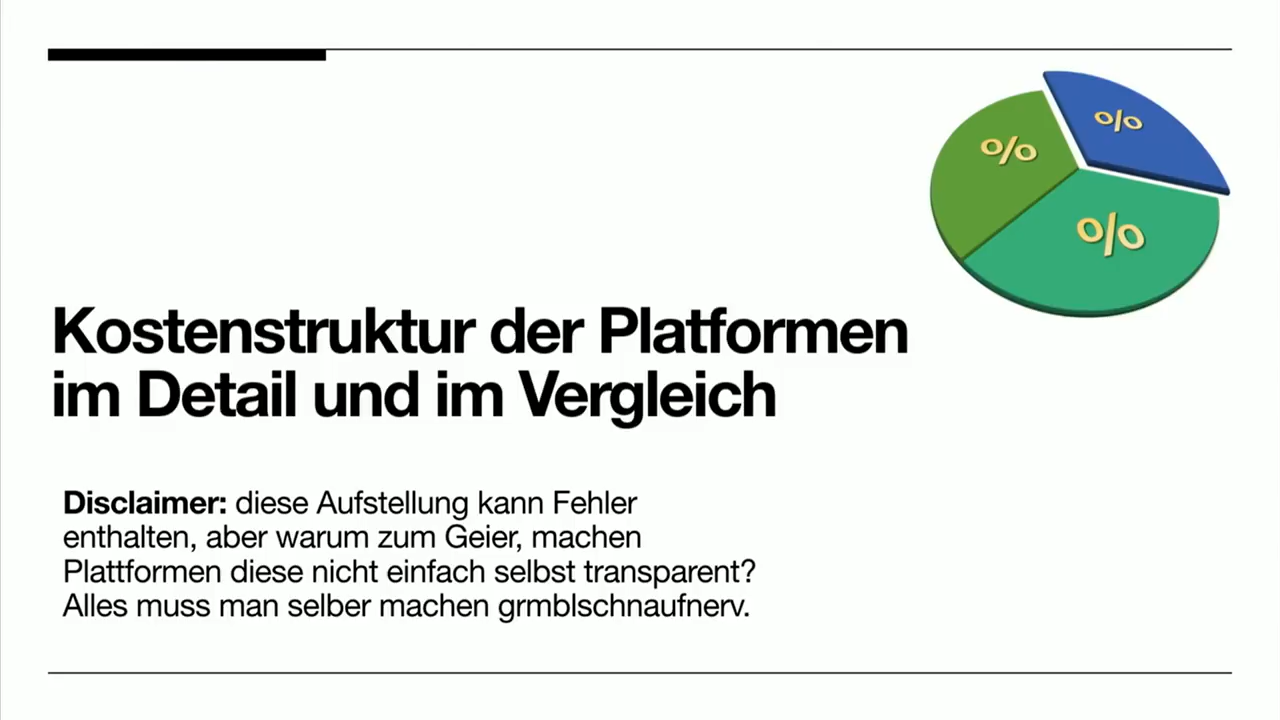 %
%
%
Kostenstruktur der Platformen
im Detail und im Vergleich
Disclaimer: diese Aufstellung kann Fehler
enthalten, aber warum zum Geier, machen
Plattformen diese nicht einfach selbst transparent?
Alles muss man selber machen grmblschnaufnerv.